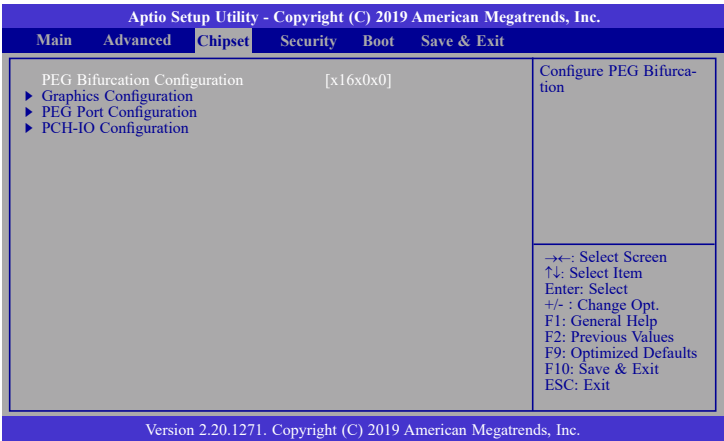 Aptio Setup Utility - Copyright (C) 2019 American Megatrends, Inc.
Main Advanced Chipset Security Boot Save & Exit
PEG Bifurcation Configuration [x16x0x0]
Graphics Configuration
PEG Port Configuration
PCH-IO Configuration
Configure PEG Bifurca-
tion
→←: Select Screen
↑↓: Select Item
Enter: Select
+/- : Change Opt.
F1: General Help
F2: Previous Values
F9: Optimized Defaults
F10: Save & Exit
ESC: Exit
Version 2.20.1271. Copyright (C) 2019 American Megatrends, Inc.